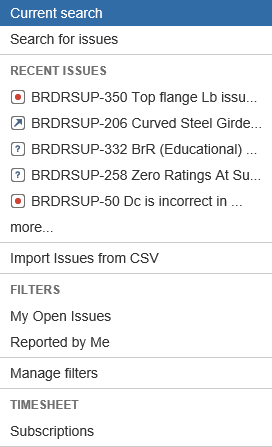 Current search
Search for issues
RECENT ISSUES
BRDRSUP-350 Top flange Lb issu...
BRDRSUP-206 Curved Steel Girde...
BRDRSUP-332 BrR (Educational) ...
BRDRSUP-258 Zero Ratings At Su...
BRDRSUP-50 Dc is incorrect in ...
more...
Import Issues from CSV
FILTERS
My Open Issues
Reported by Me
Manage filters
TIMESHEET
Subscriptions